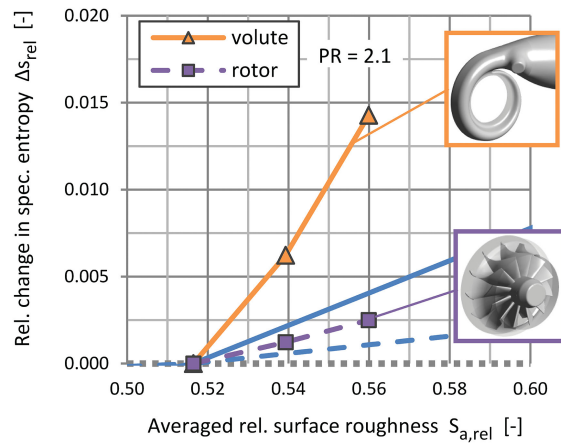 0.020
0.015
0.010
0.005
0.000
Rel. change in spec. entropy Δs_rel [-]
volute
rotor
PR = 2.1
0.50 0.52 0.54 0.56 0.58 0.60
Averaged rel. surface roughness S_a,rel [-]